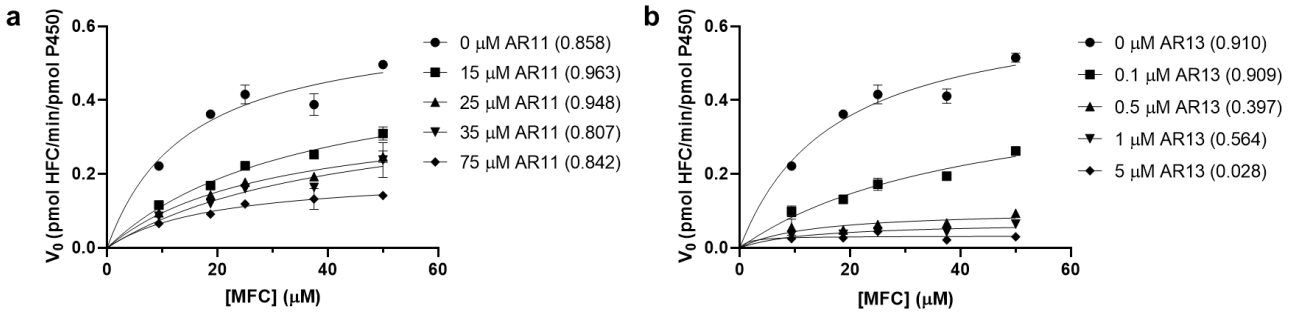 a
V0 (pmol HFC/min/pmol P450)
0.6
0.4
0.2
0.0
0
20
40
60
[MFC] (μM)
0 μM AR11 (0.858)
15 μM AR11 (0.963)
25 μM AR11 (0.948)
35 μM AR11 (0.807)
75 μM AR11 (0.842)
b
V0 (pmol HFC/min/pmol P450)
0.6
0.4
0.2
0.0
0
20
40
60
[MFC] (μM)
0 μM AR13 (0.910)
0.1 μM AR13 (0.909)
0.5 μM AR13 (0.397)
1 μM AR13 (0.564)
5 μM AR13 (0.028)